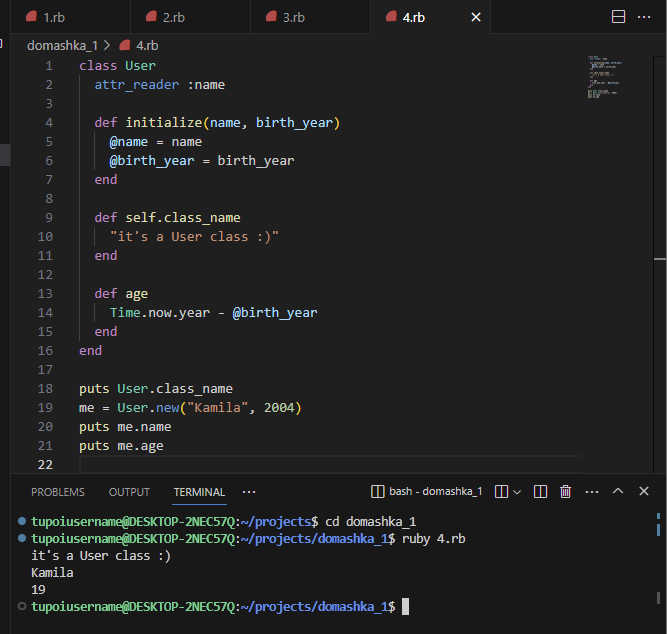 1.rb 2.rb 3.rb 4.rb
domashka_1 > 4.rb
1 class User
2   attr_reader :name
3
4   def initialize(name, birth_year)
5     @name = name
6     @birth_year = birth_year
7   end
8
9   def self.class_name
10     "it's a User class :)"
11   end
12
13   def age
14     Time.now.year - @birth_year
15   end
16 end
17
18 puts User.class_name
19 me = User.new("Kamila", 2004)
20 puts me.name
21 puts me.age
22
PROBLEMS OUTPUT TERMINAL ... bash - domashka_1
tupoiusername@DESKTOP-2NEC57Q:~/projects$ cd domashka_1
tupoiusername@DESKTOP-2NEC57Q:~/projects/domashka_1$ ruby 4.rb
it's a User class :)
Kamila
19
tupoiusername@DESKTOP-2NEC57Q:~/projects/domashka_1$